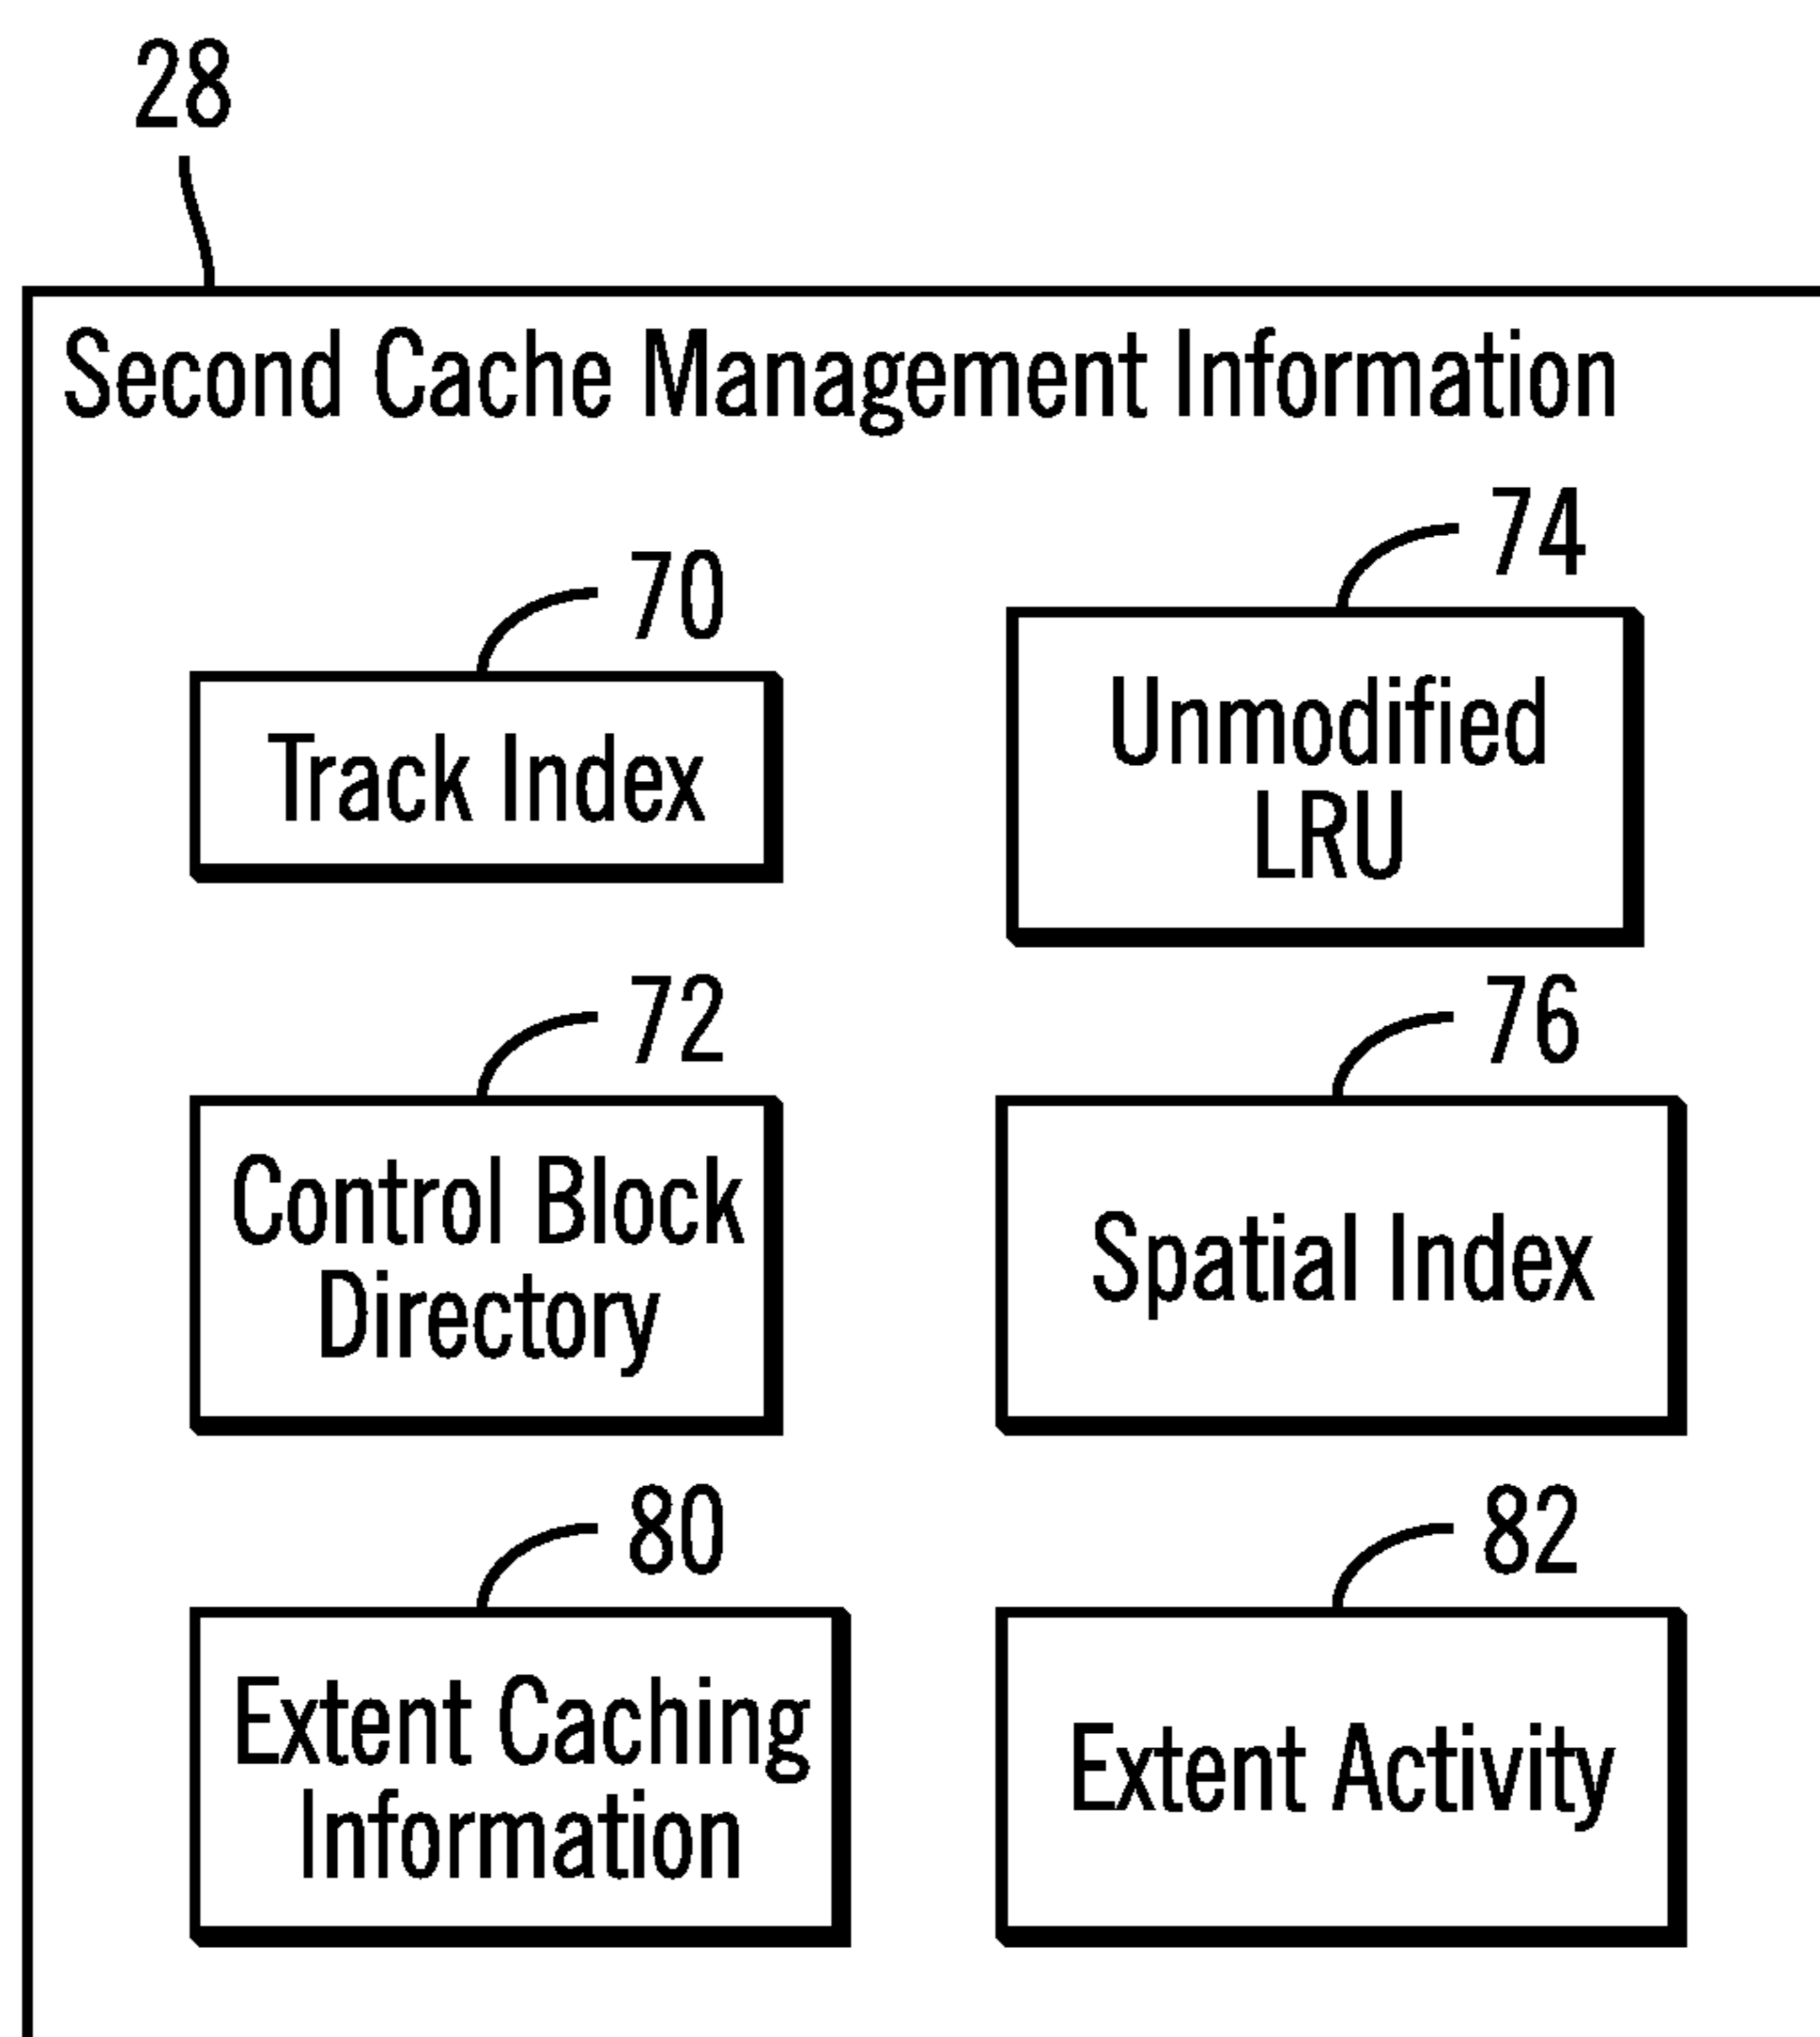 28
Second Cache Management Information
70
Track Index
74
Unmodified
LRU
72
Control Block
Directory
76
Spatial Index
80
Extent Caching
Information
82
Extent Activity